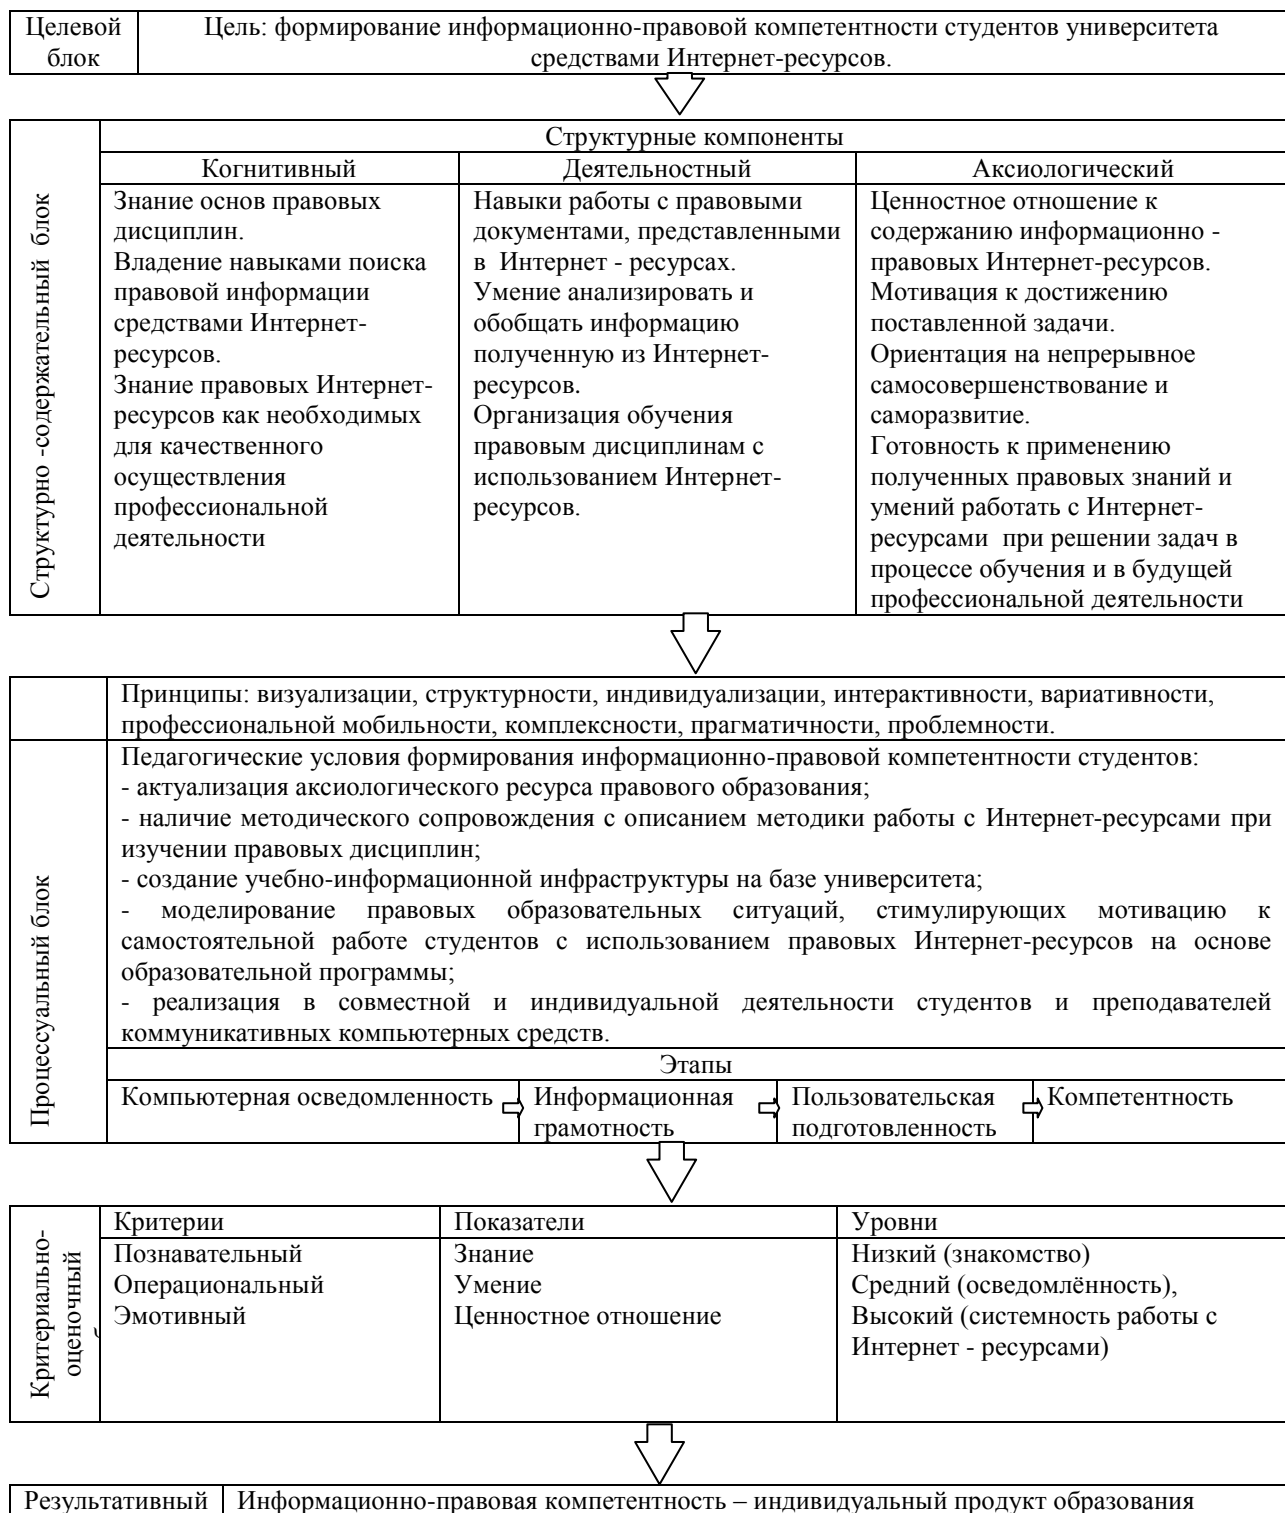 Целевой блок
Цель: формирование информационно-правовой компетентности студентов университета
средствами Интернет-ресурсов.
Структурно -содержательный блок
Структурные компоненты
Когнитивный
Знание основ правовых
дисциплин.
Владение навыками поиска
правовой информации
средствами Интернет-
ресурсов.
Знание правовых Интернет-
ресурсов как необходимых
для качественного
осуществления
профессиональной
деятельности
Деятельностный
Навыки работы с правовыми
документами, представленными
в Интернет - ресурсах.
Умение анализировать и
обобщать информацию
полученную из Интернет-
ресурсов.
Организация обучения
правовым дисциплинам с
использованием Интернет-
ресурсов.
Аксиологический
Ценностное отношение к
содержанию информационно -
правовых Интернет-ресурсов.
Мотивация к достижению
поставленной задачи.
Ориентация на непрерывное
самосовершенствование и
саморазвитие.
Готовность к применению
полученных правовых знаний и
умений работать с Интернет-
ресурсами при решении задач в
процессе обучения и в будущей
профессиональной деятельности
Принципы: визуализации, структурности, индивидуализации, интерактивности, вариативности,
профессиональной мобильности, комплексности, прагматичности, проблемности.
Процессуальный блок
Педагогические условия формирования информационно-правовой компетентности студентов:
- актуализация аксиологического ресурса правового образования;
- наличие методического сопровождения с описанием методики работы с Интернет-ресурсами при
изучении правовых дисциплин;
- создание учебно-информационной инфраструктуры на базе университета;
- моделирование правовых образовательных ситуаций, стимулирующих мотивацию к
самостоятельной работе студентов с использованием правовых Интернет-ресурсов на основе
образовательной программы;
- реализация в совместной и индивидуальной деятельности студентов и преподавателей
коммуникативных компьютерных средств.
Этапы
Компьютерная осведомленность
Информационная
грамотность
Пользовательская
подготовленность
Компетентность
Критериально-
оценочный
Критерии
Познавательный
Операциональный
Эмотивный
Показатели
Знание
Умение
Ценностное отношение
Уровни
Низкий (знакомство)
Средний (осведомлённость),
Высокий (системность работы с
Интернет - ресурсами)
Результативный
Информационно-правовая компетентность – индивидуальный продукт образования